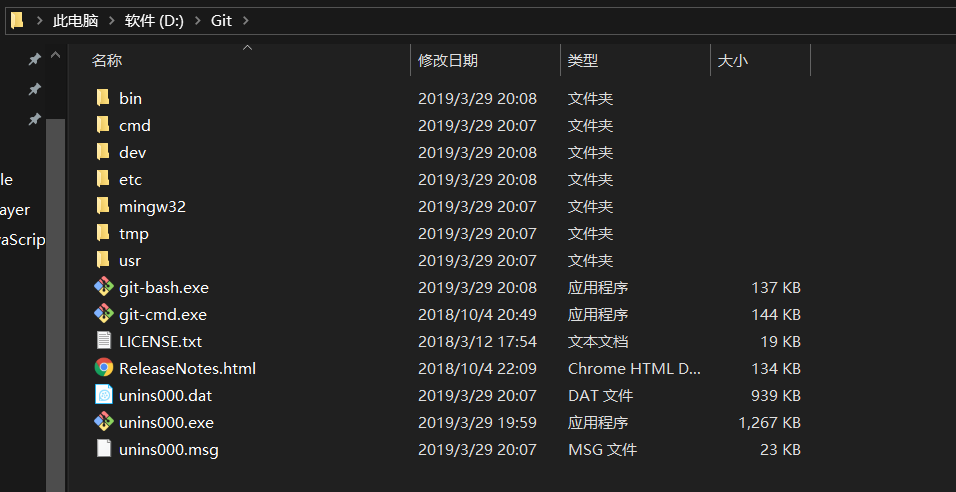 此电脑 软件 (D:) Git
名称 修改日期 类型 大小
bin 2019/3/29 20:08 文件夹
cmd 2019/3/29 20:07 文件夹
dev 2019/3/29 20:08 文件夹
etc 2019/3/29 20:08 文件夹
mingw32 2019/3/29 20:07 文件夹
tmp 2019/3/29 20:07 文件夹
usr 2019/3/29 20:07 文件夹
git-bash.exe 2019/3/29 20:08 应用程序 137 KB
git-cmd.exe 2018/10/4 20:49 应用程序 144 KB
LICENSE.txt 2018/3/12 17:54 文本文档 19 KB
ReleaseNotes.html 2018/10/4 22:09 Chrome HTML D... 134 KB
unins000.dat 2019/3/29 20:07 DAT 文件 939 KB
unins000.exe 2019/3/29 19:59 应用程序 1,267 KB
unins000.msg 2019/3/29 20:07 MSG 文件 23 KB
le
ayer
aScrip